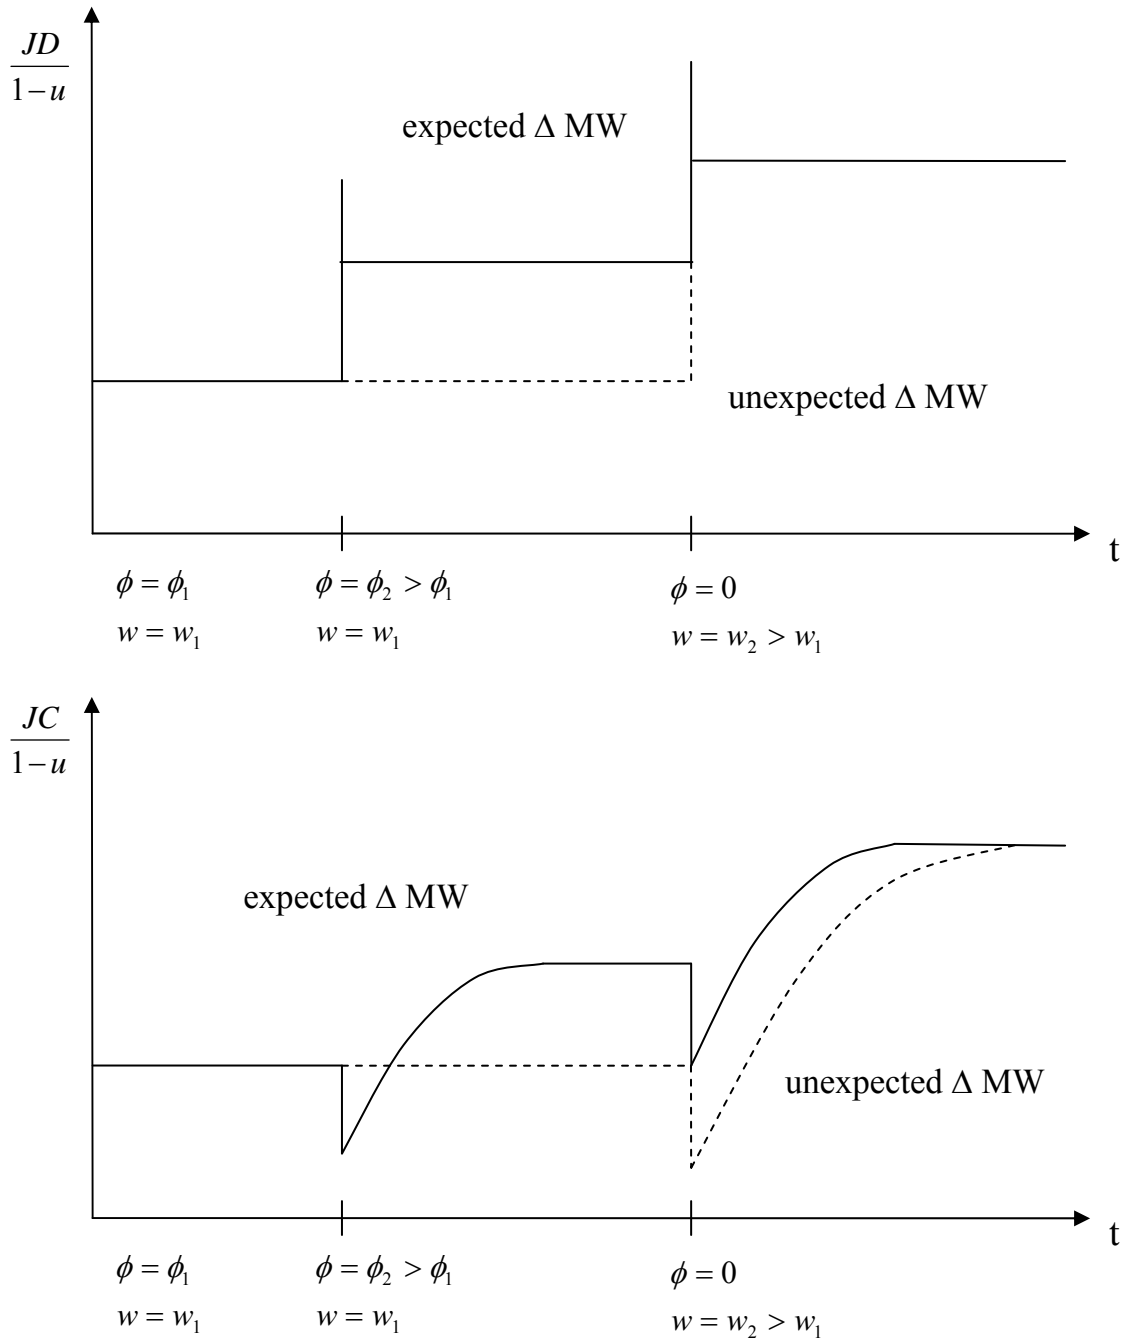 JD
1−u
expected Δ MW
unexpected Δ MW
t
ϕ = ϕ₁
w = w₁
ϕ = ϕ₂ > ϕ₁
w = w₁
ϕ = 0
w = w₂ > w₁
JC
1−u
expected Δ MW
unexpected Δ MW
t
ϕ = ϕ₁
w = w₁
ϕ = ϕ₂ > ϕ₁
w = w₁
ϕ = 0
w = w₂ > w₁